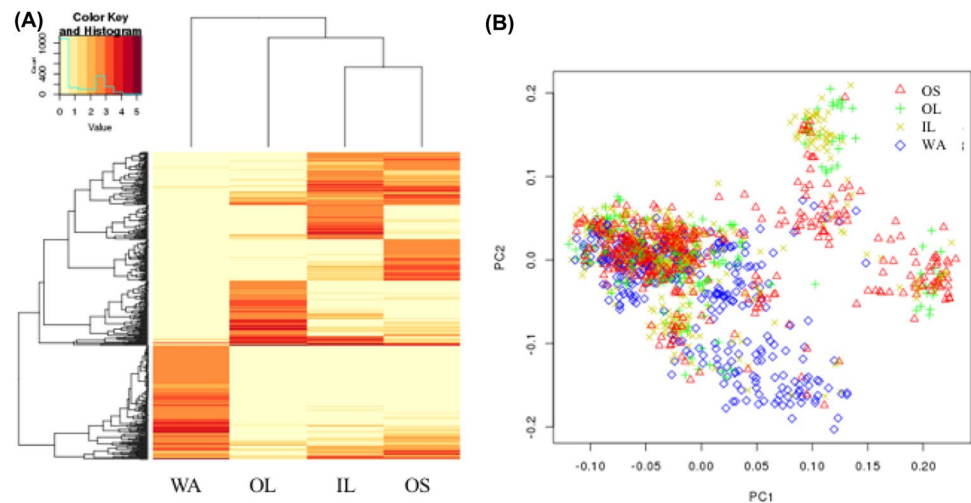 (A)
Color Key
and Histogram
Count
0 400 1000
0 1 2 3 4 5
Value
WA OL IL OS
(B)
OS
OL
IL
WA
PC2
0.2
0.1
0.0
-0.1
-0.2
-0.10 -0.05 0.00 0.05 0.10 0.15 0.20
PC1